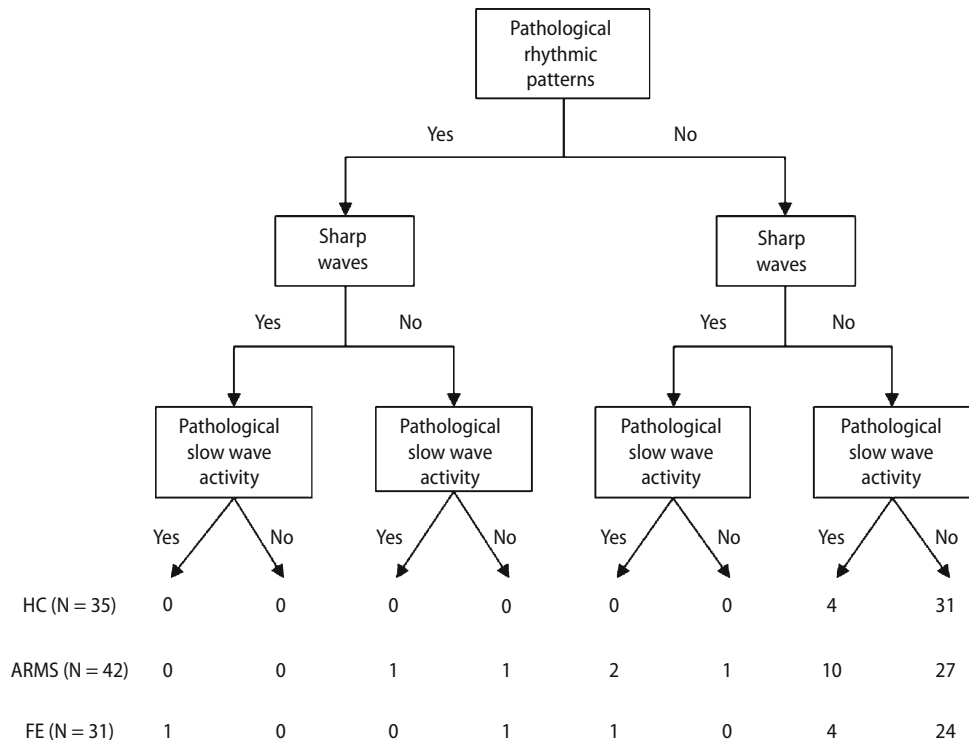 Pathological
rhythmic
patterns
Yes No
Sharp
waves
Sharp
waves
Yes No Yes No
Pathological
slow wave
activity
Pathological
slow wave
activity
Pathological
slow wave
activity
Pathological
slow wave
activity
Yes No Yes No Yes No Yes No
HC (N = 35) 0 0 0 0 0 0 4 31
ARMS (N = 42) 0 0 1 1 2 1 10 27
FE (N = 31) 1 0 0 1 1 0 4 24